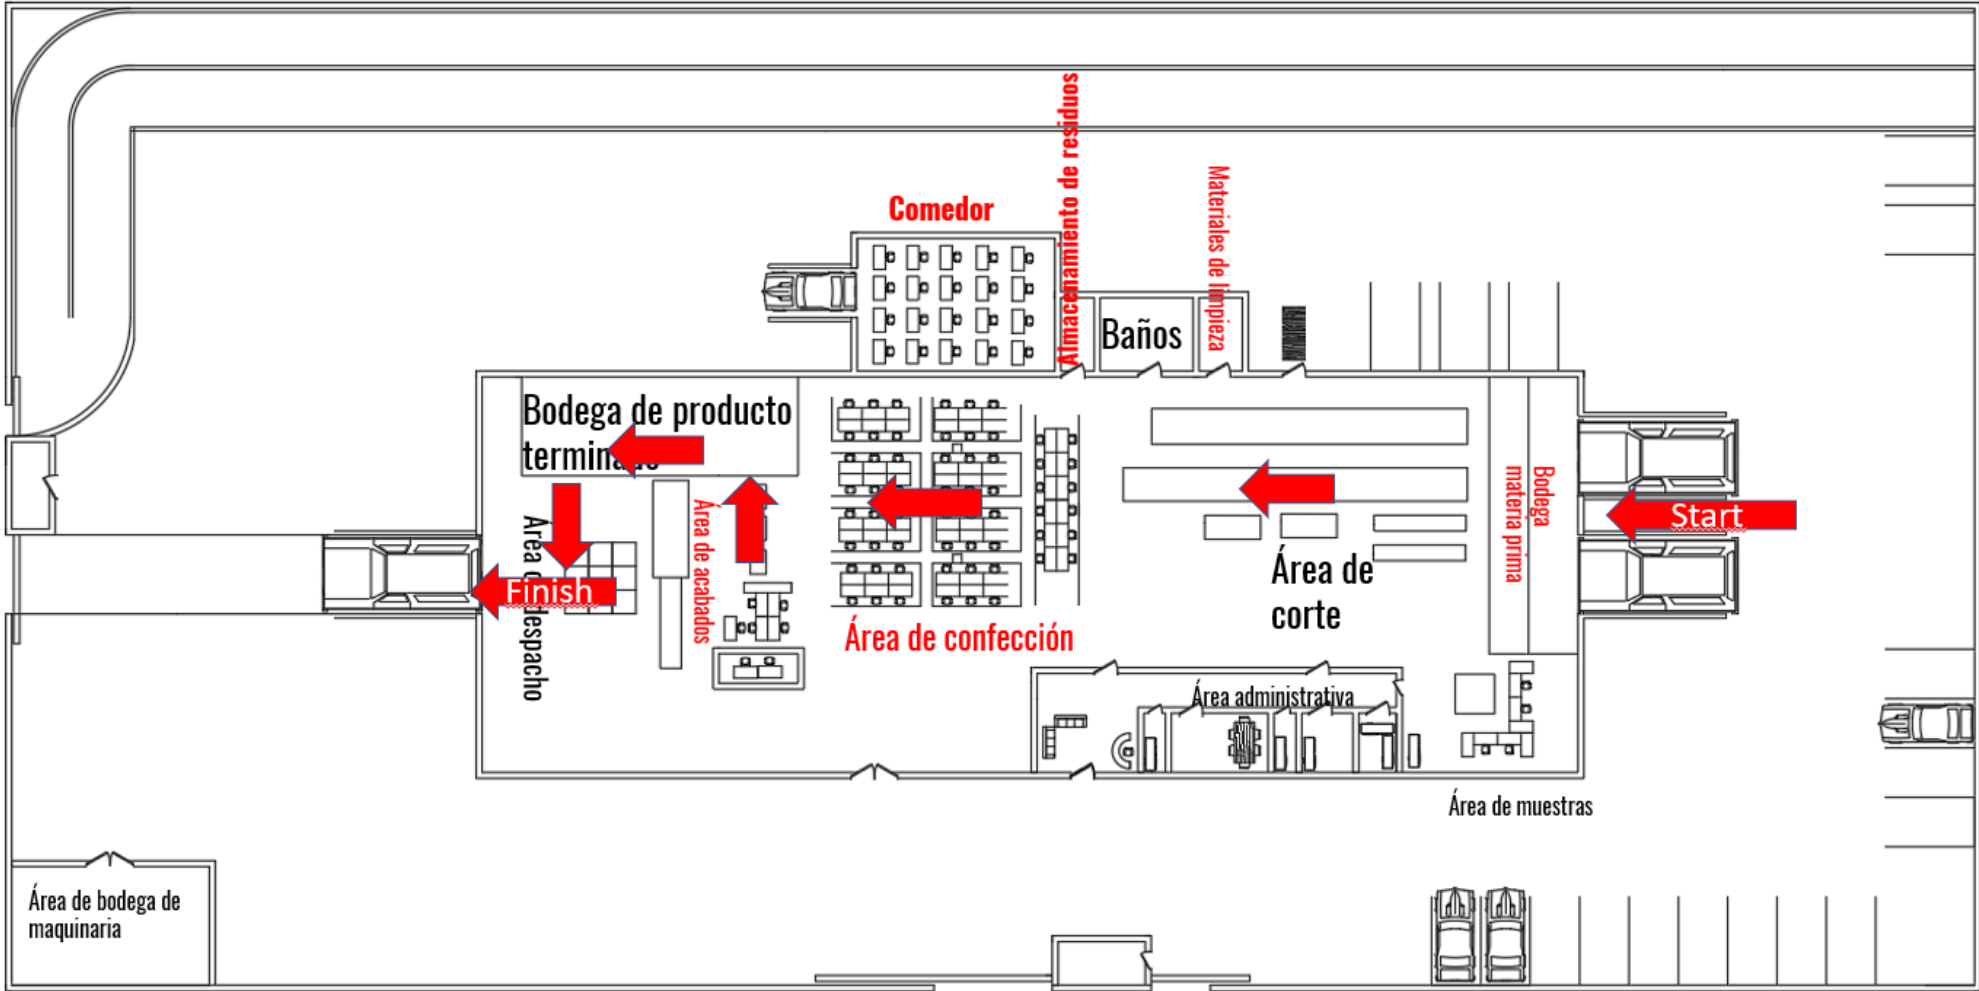 Almacenamiento de residuos
Materiales de limpieza
Comedor
Baños
Bodega de producto
terminado
Bodega
materia prima
Start
Área de acabados
Área de despacho
Finish
Área de
corte
Área de confección
Área administrativa
Área de muestras
Área de bodega de
maquinaria